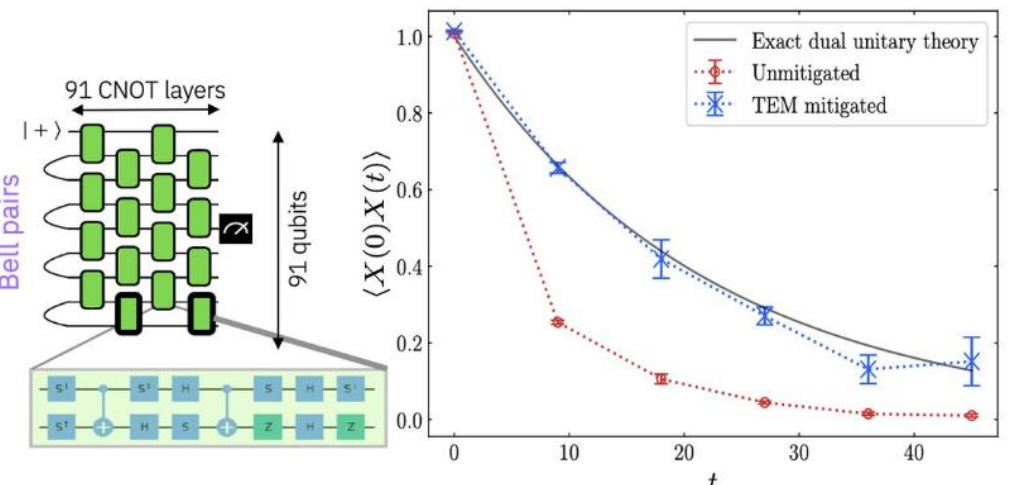 91 CNOT layers
|+⟩
Bell pairs
91 qubits
S† S† H S H S†
S† H S Z H Z
⟨X(0)X(t)⟩
1.0
0.8
0.6
0.4
0.2
0.0
0 10 20 30 40
t
Exact dual unitary theory
Unmitigated
TEM mitigated